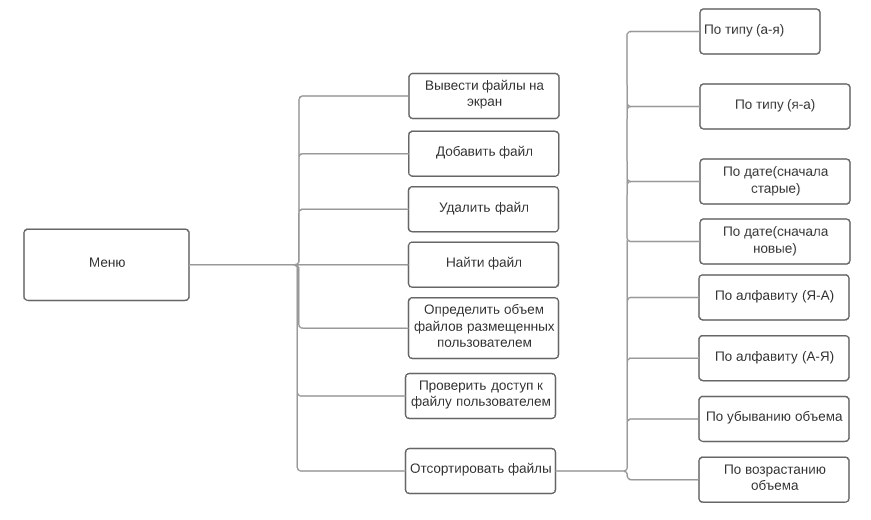 Меню
Вывести файлы на
экран
Добавить файл
Удалить файл
Найти файл
Определить объем
файлов размещенных
пользователем
Проверить доступ к
файлу пользователем
Отсортировать файлы
По типу (а-я)
По типу (я-а)
По дате(сначала
старые)
По дате(сначала
новые)
По алфавиту (Я-А)
По алфавиту (А-Я)
По убыванию объема
По возрастанию
объема